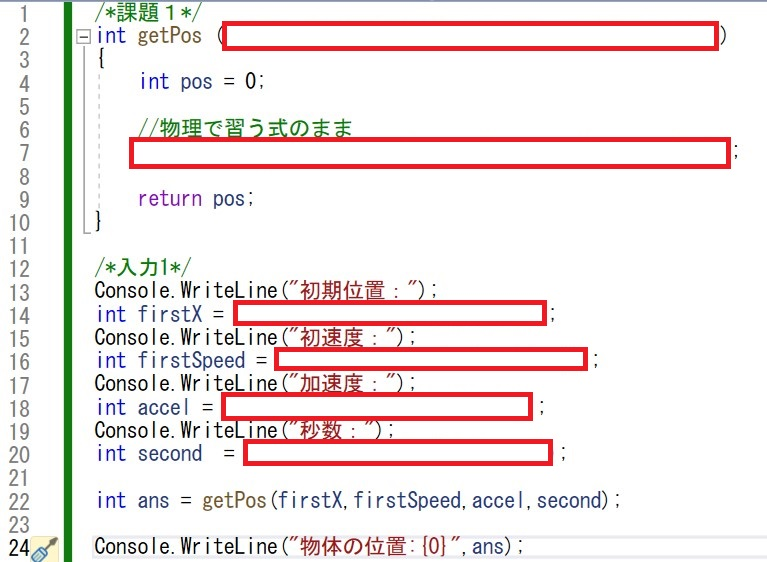 1 /*課題１*/
2 int getPos ( )
3 {
4 int pos = 0;
5
6 //物理で習う式のまま
7 ;
8
9 return pos;
10 }
11
12 /*入力1*/
13 Console.WriteLine("初期位置：");
14 int firstX = ;
15 Console.WriteLine("初速度：");
16 int firstSpeed = ;
17 Console.WriteLine("加速度：");
18 int accel = ;
19 Console.WriteLine("秒数：");
20 int second = ;
21
22 int ans = getPos(firstX,firstSpeed,accel,second);
23
24 Console.WriteLine("物体の位置:{0}",ans);